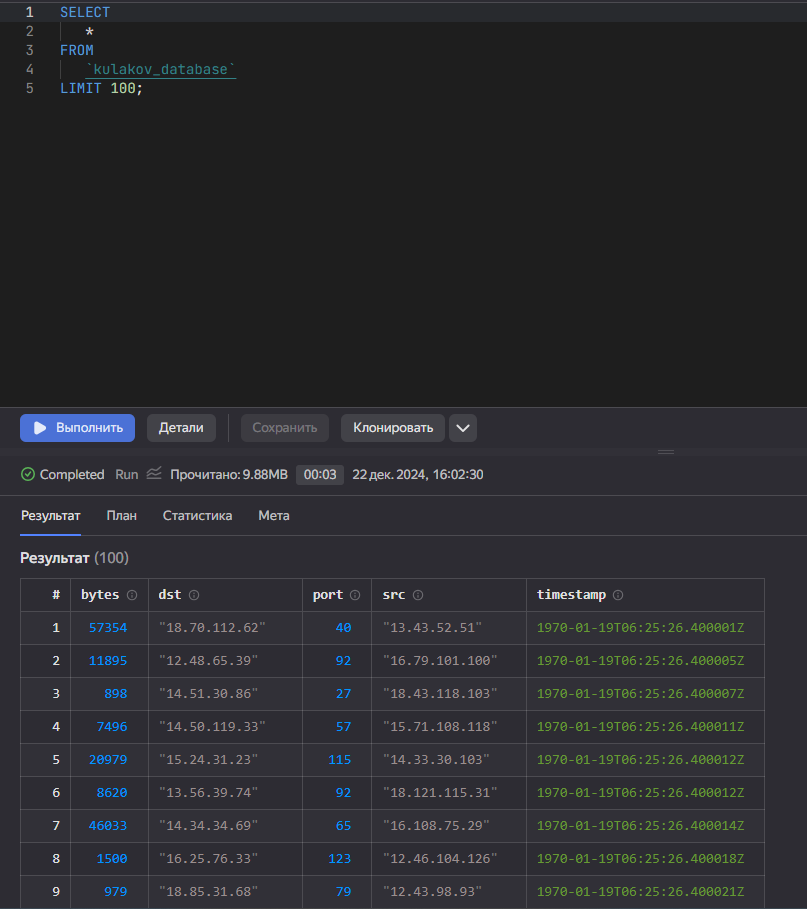 1 SELECT
2 *
3 FROM
4 `kulakov_database`
5 LIMIT 100;
Выполнить Детали Сохранить Клонировать
Completed Run Прочитано: 9.88MB 00:03 22 дек. 2024, 16:02:30
Результат План Статистика Мета
Результат (100)
# bytes dst port src timestamp
1 57354 "18.70.112.62" 40 "13.43.52.51" 1970-01-19T06:25:26.400001Z
2 11895 "12.48.65.39" 92 "16.79.101.100" 1970-01-19T06:25:26.400005Z
3 898 "14.51.30.86" 27 "18.43.118.103" 1970-01-19T06:25:26.400007Z
4 7496 "14.50.119.33" 57 "15.71.108.118" 1970-01-19T06:25:26.400011Z
5 20979 "15.24.31.23" 115 "14.33.30.103" 1970-01-19T06:25:26.400012Z
6 8620 "13.56.39.74" 92 "18.121.115.31" 1970-01-19T06:25:26.400012Z
7 46033 "14.34.34.69" 65 "16.108.75.29" 1970-01-19T06:25:26.400014Z
8 1500 "16.25.76.33" 123 "12.46.104.126" 1970-01-19T06:25:26.400018Z
9 979 "18.85.31.68" 79 "12.43.98.93" 1970-01-19T06:25:26.400021Z